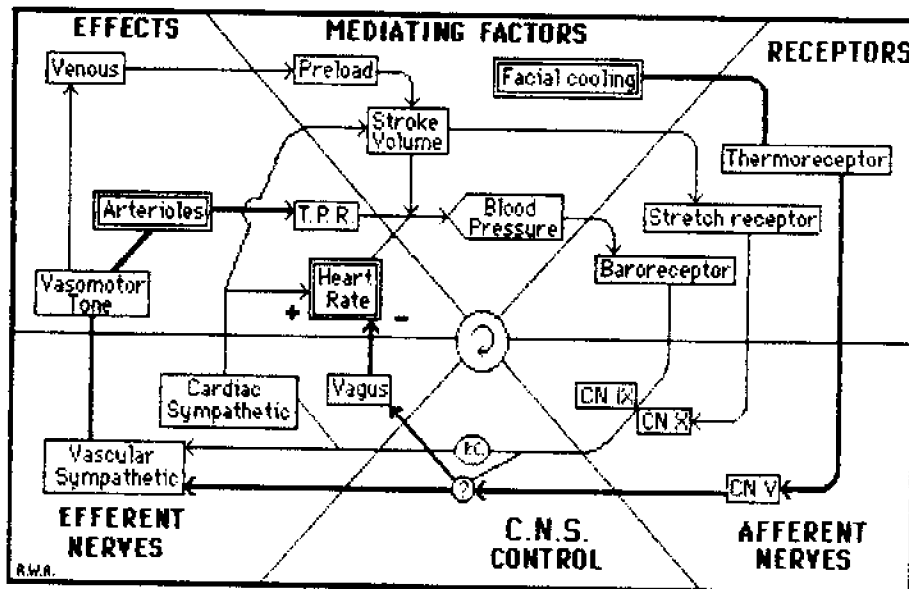 EFFECTS
MEDIATING FACTORS
RECEPTORS
Venous
Preload
Facial cooling
Stroke
Volume
Thermoreceptor
Arterioles
T.P.R.
Blood
Pressure
Stretch receptor
Vasomotor
Tone
Heart
Rate
+
-
Baroreceptor
Cardiac
Sympathetic
Vagus
CN IX
CN X
Vascular
Sympathetic
?
CN V
EFFERENT
NERVES
C.N.S.
CONTROL
AFFERENT
NERVES
R.W.A.